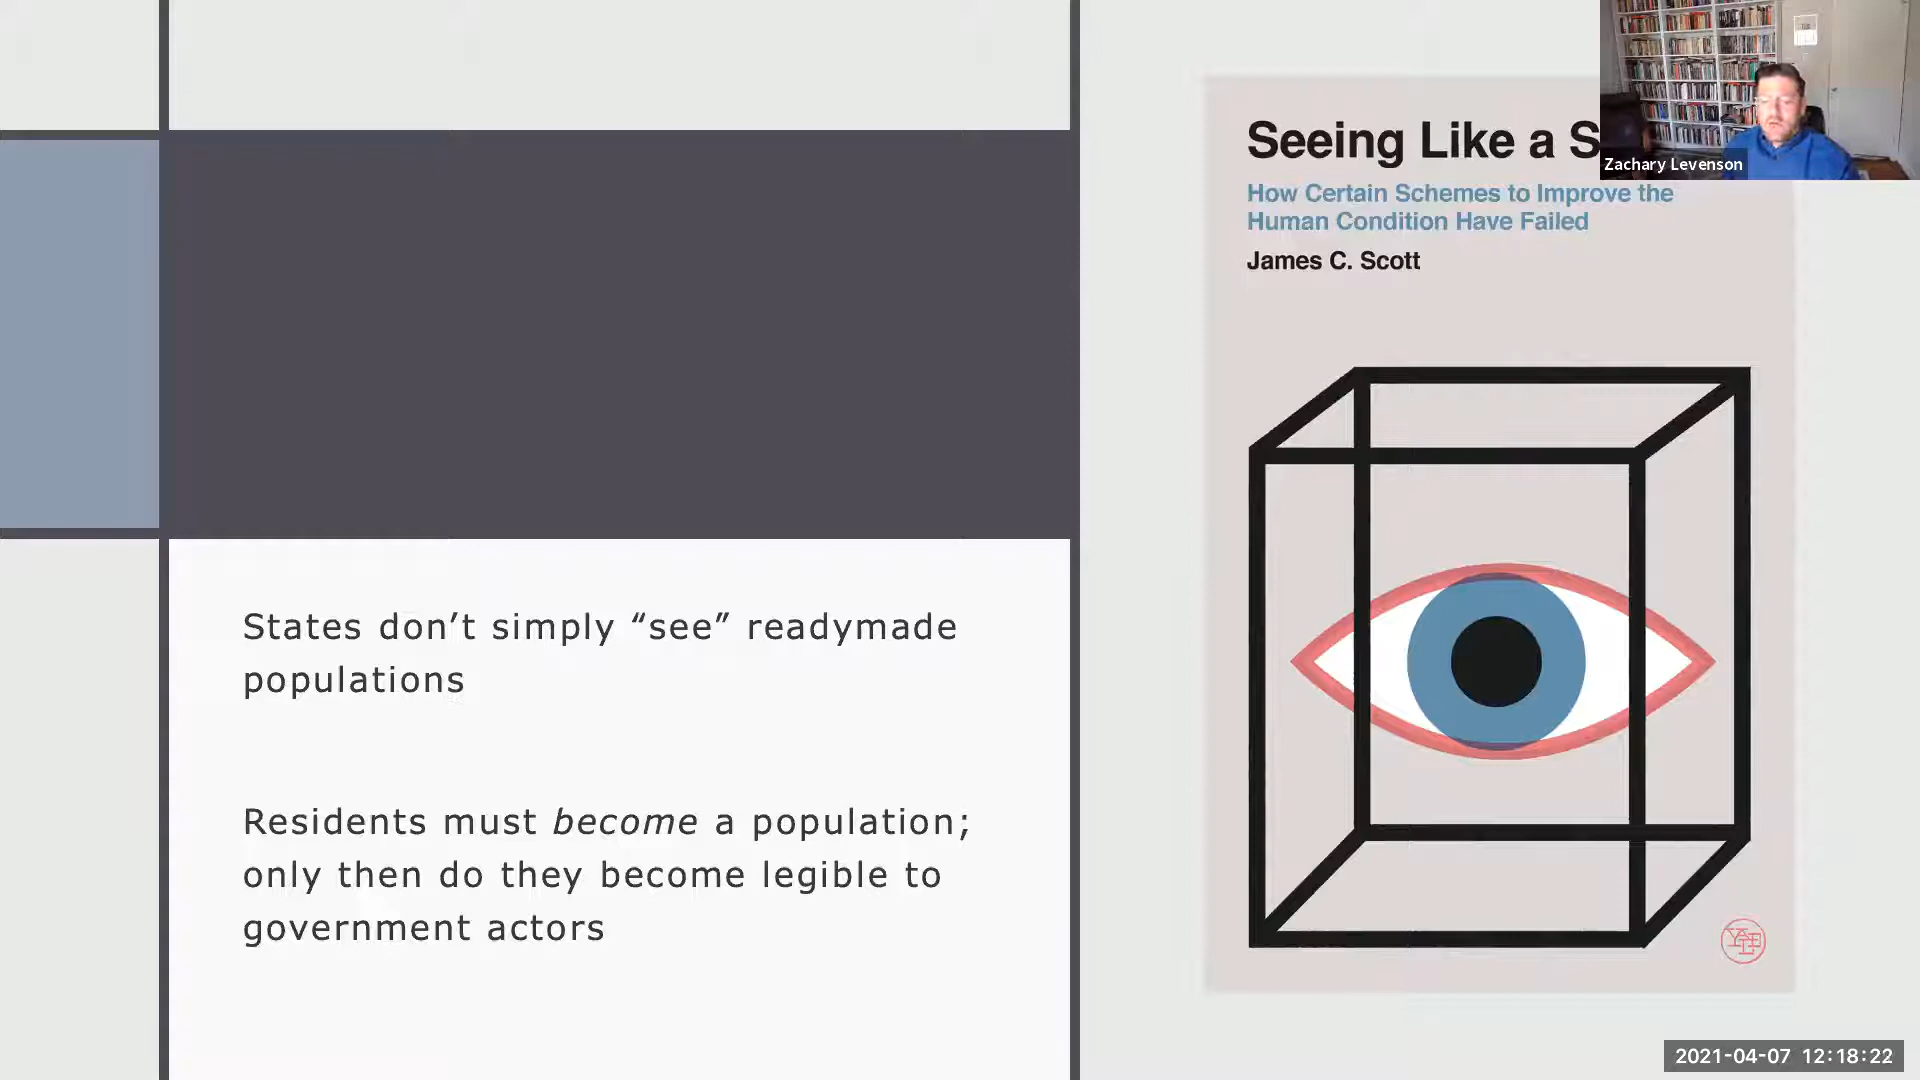 States don’t simply “see” readymade
populations
Residents must become a population;
only then do they become legible to
government actors
Seeing Like a S
How Certain Schemes to Improve the
Human Condition Have Failed
James C. Scott
YALE
Zachary Levenson
2021-04-07 12:18:22